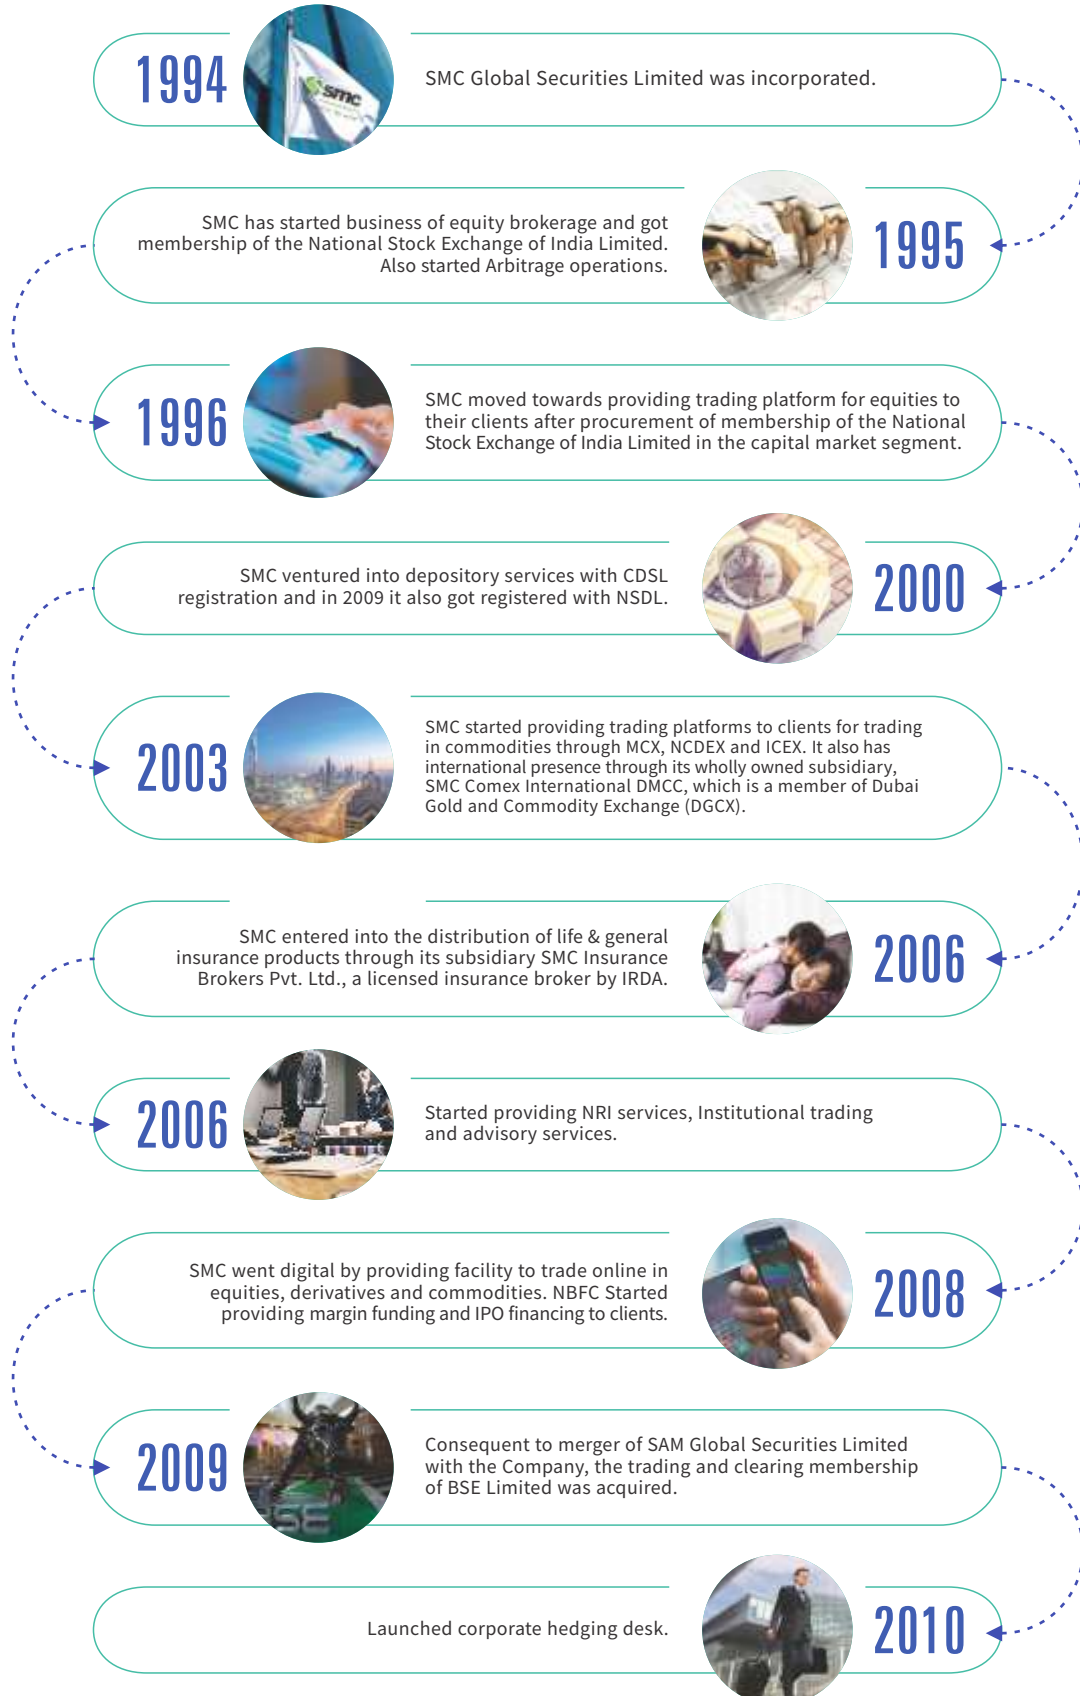 1994
smc
SMC Global Securities Limited was incorporated.
SMC has started business of equity brokerage and got
membership of the National Stock Exchange of India Limited.
Also started Arbitrage operations.
1995
1996
SMC moved towards providing trading platform for equities to
their clients after procurement of membership of the National
Stock Exchange of India Limited in the capital market segment.
SMC ventured into depository services with CDSL
registration and in 2009 it also got registered with NSDL.
2000
2003
SMC started providing trading platforms to clients for trading
in commodities through MCX, NCDEX and ICEX. It also has
international presence through its wholly owned subsidiary,
SMC Comex International DMCC, which is a member of Dubai
Gold and Commodity Exchange (DGCX).
SMC entered into the distribution of life & general
insurance products through its subsidiary SMC Insurance
Brokers Pvt. Ltd., a licensed insurance broker by IRDA.
2006
2006
Started providing NRI services, Institutional trading
and advisory services.
SMC went digital by providing facility to trade online in
equities, derivatives and commodities. NBFC Started
providing margin funding and IPO financing to clients.
2008
2009
BSE
Consequent to merger of SAM Global Securities Limited
with the Company, the trading and clearing membership
of BSE Limited was acquired.
Launched corporate hedging desk.
2010